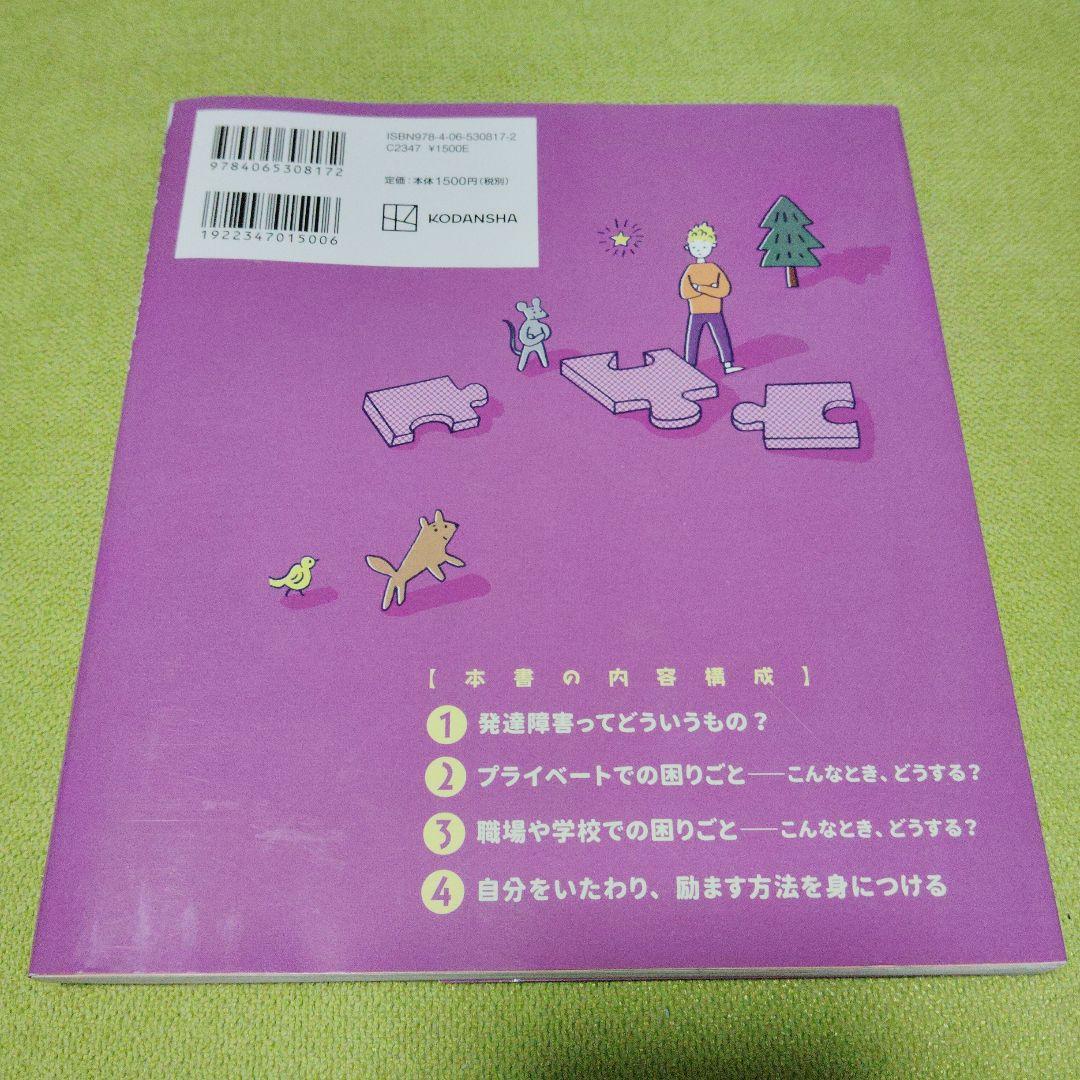 9784065308172
1922347015006
ISBN978-4-06-530817-2
C2347 ¥1500E
定価:本体1500円(税別)
KODANSHA
【本書の内容構成】
1 発達障害ってどういうもの?
2 プライベートでの困りごと――こんなとき、どうする?
3 職場や学校での困りごと――こんなとき、どうする?
4 自分をいたわり、励ます方法を身につける